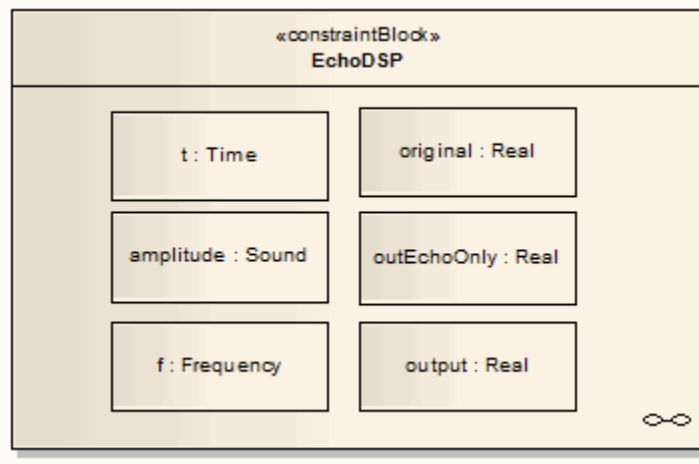 «constraintBlock»
EchoDSP
t : Time
original : Real
amplitude : Sound
outEchoOnly : Real
f : Frequency
output : Real